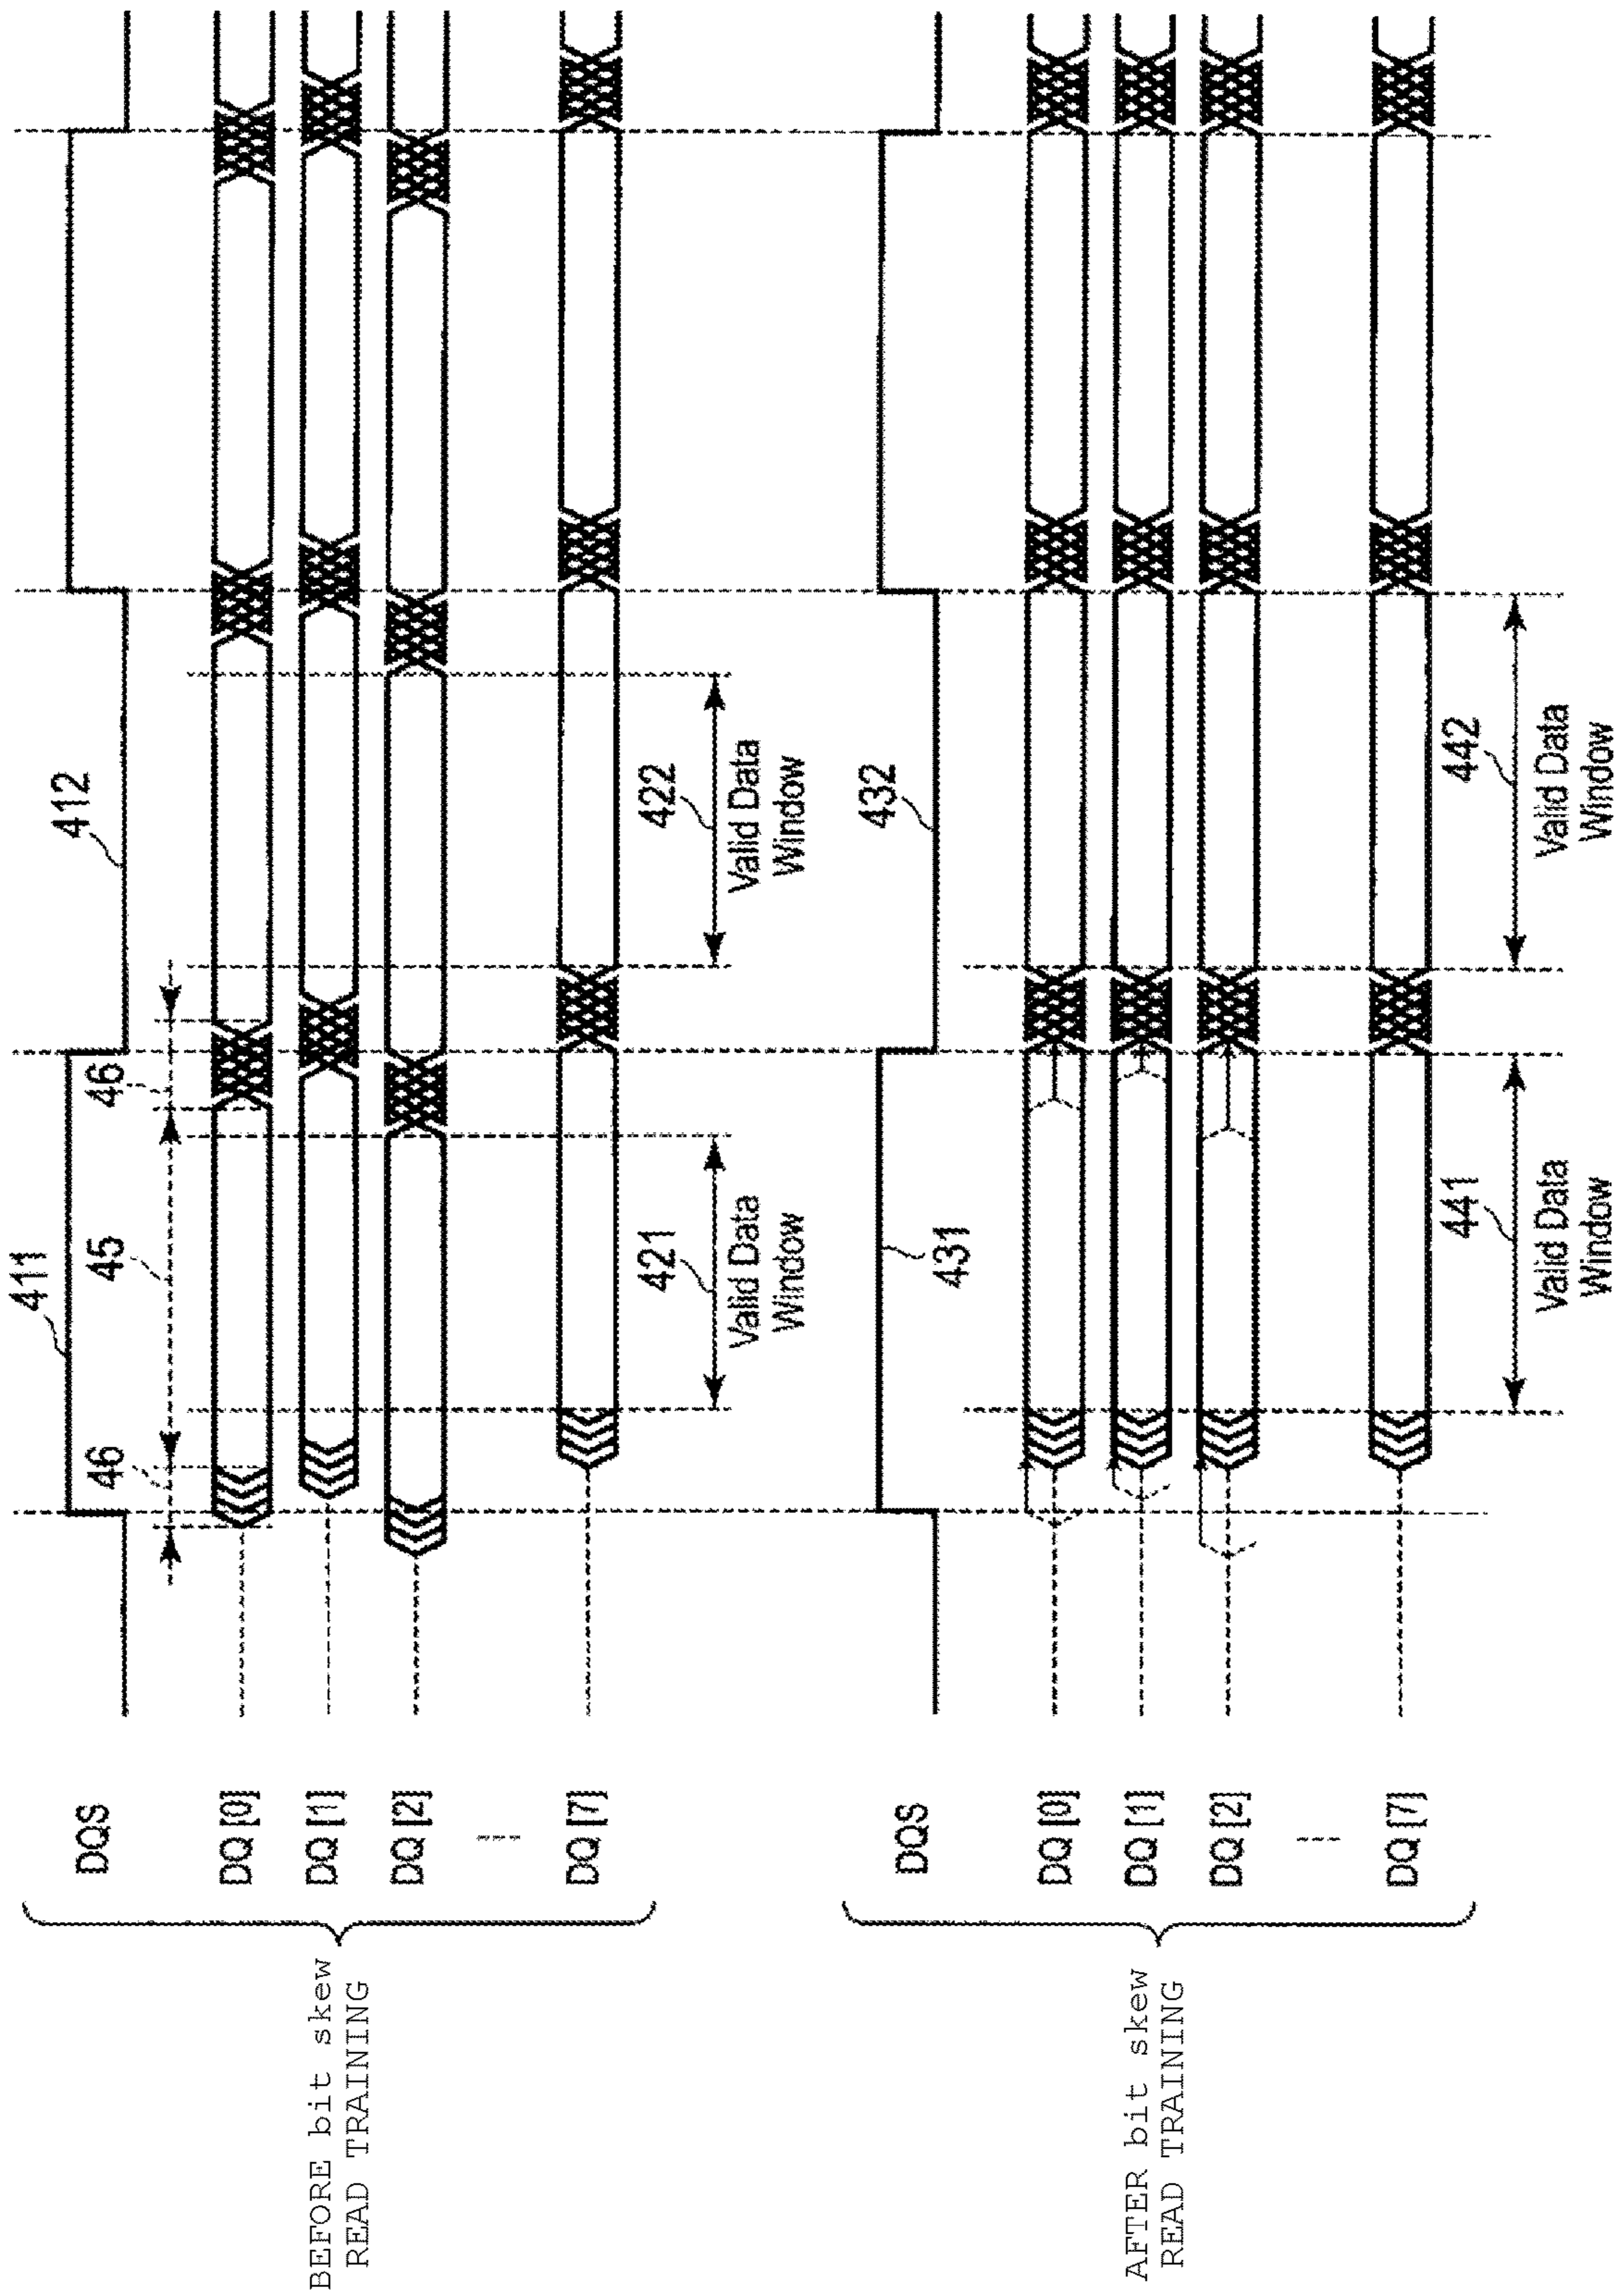 BEFORE bit skew
READ TRAINING
DQS
411
412
45
46
46
DQ [0]
DQ [1]
DQ [2]
DQ [7]
421
Valid Data
Window
422
Valid Data
Window
AFTER bit skew
READ TRAINING
DQS
431
432
DQ [0]
DQ [1]
DQ [2]
DQ [7]
441
Valid Data
Window
442
Valid Data
Window